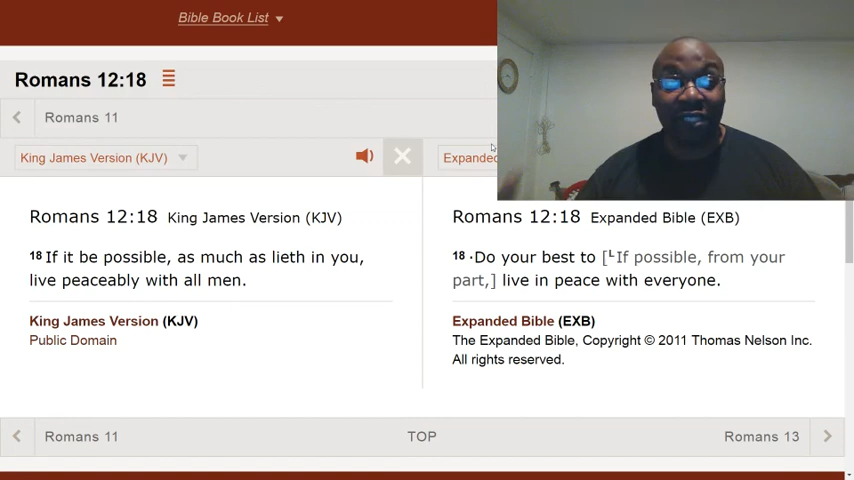 Bible Book List
Romans 12:18
Romans 11
King James Version (KJV)
Expanded
Romans 12:18 King James Version (KJV)
18 If it be possible, as much as lieth in you,
live peaceably with all men.
King James Version (KJV)
Public Domain
Romans 12:18 Expanded Bible (EXB)
18 ·Do your best to [ᴸIf possible, from your
part,] live in peace with everyone.
Expanded Bible (EXB)
The Expanded Bible, Copyright © 2011 Thomas Nelson Inc.
All rights reserved.
Romans 11
TOP
Romans 13